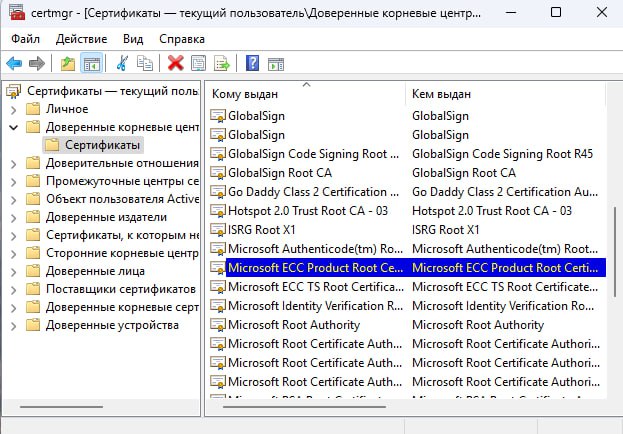 certmgr - [Сертификаты — текущий пользователь\Доверенные корневые центр...
Файл Действие Вид Справка
Сертификаты — текущий поль
Личное
Доверенные корневые цент
Сертификаты
Доверительные отношения
Промежуточные центры се
Объект пользователя Active
Доверенные издатели
Сертификаты, к которым не
Сторонние корневые центр
Доверенные лица
Поставщики сертификатов
Доверенные корневые серт
Доверенные устройства
Кому выдан Кем выдан
GlobalSign GlobalSign
GlobalSign GlobalSign
GlobalSign Code Signing Root ... GlobalSign Code Signing Root R45
GlobalSign Root CA GlobalSign Root CA
Go Daddy Class 2 Certification ... Go Daddy Class 2 Certification Au...
Hotspot 2.0 Trust Root CA - 03 Hotspot 2.0 Trust Root CA - 03
ISRG Root X1 ISRG Root X1
Microsoft Authenticode(tm) Ro... Microsoft Authenticode(tm) Root...
Microsoft ECC Product Root Ce... Microsoft ECC Product Root Certi...
Microsoft ECC TS Root Certifica... Microsoft ECC TS Root Certificate...
Microsoft Identity Verification ... Microsoft Identity Verification Ro...
Microsoft Root Authority Microsoft Root Authority
Microsoft Root Certificate Auth... Microsoft Root Certificate Authori...
Microsoft Root Certificate Auth... Microsoft Root Certificate Authori...
Microsoft Root Certificate Auth... Microsoft Root Certificate Authori...